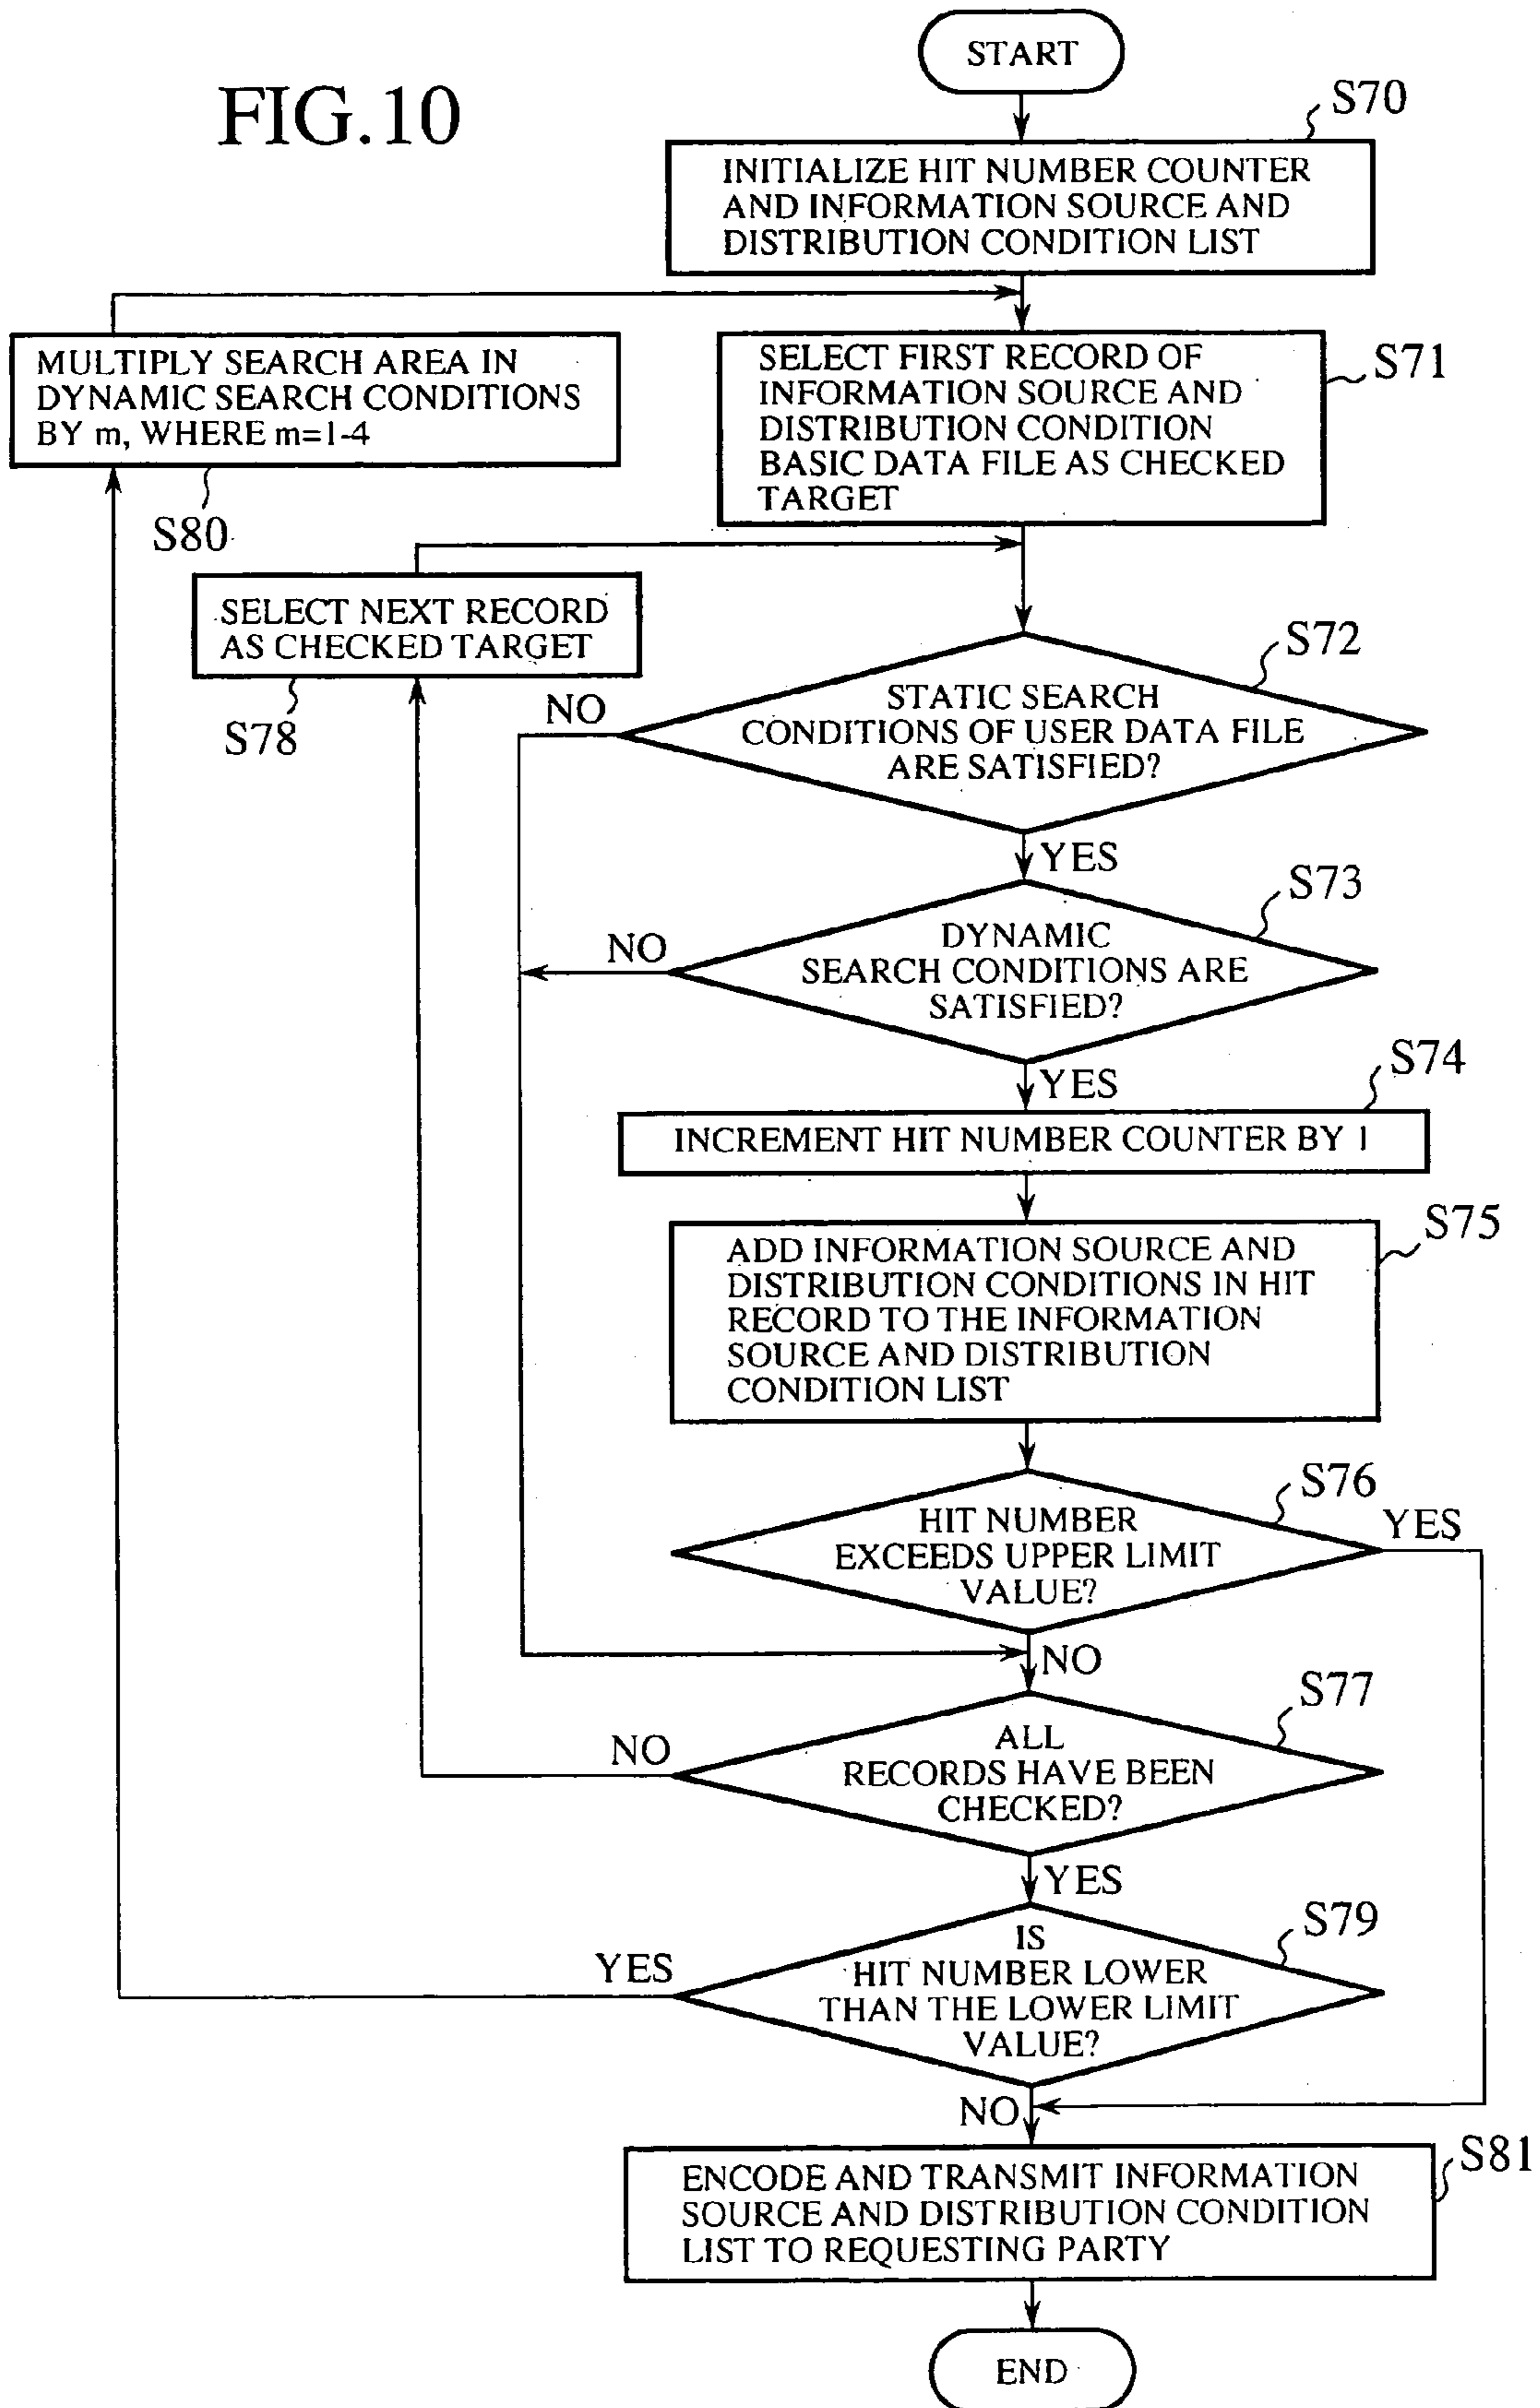 FIG.10
START
S70
INITIALIZE HIT NUMBER COUNTER
AND INFORMATION SOURCE AND
DISTRIBUTION CONDITION LIST
MULTIPLY SEARCH AREA IN
DYNAMIC SEARCH CONDITIONS
BY m, WHERE m=1-4
S80
SELECT FIRST RECORD OF
INFORMATION SOURCE AND
DISTRIBUTION CONDITION
BASIC DATA FILE AS CHECKED
TARGET
S71
SELECT NEXT RECORD
AS CHECKED TARGET
S78
S72
NO
STATIC SEARCH
CONDITIONS OF USER DATA FILE
ARE SATISFIED?
YES
S73
NO
DYNAMIC
SEARCH CONDITIONS ARE
SATISFIED?
YES
S74
INCREMENT HIT NUMBER COUNTER BY 1
S75
ADD INFORMATION SOURCE AND
DISTRIBUTION CONDITIONS IN HIT
RECORD TO THE INFORMATION
SOURCE AND DISTRIBUTION
CONDITION LIST
S76
HIT NUMBER
EXCEEDS UPPER LIMIT
VALUE?
YES
NO
S77
NO
ALL
RECORDS HAVE BEEN
CHECKED?
YES
S79
YES
IS
HIT NUMBER LOWER
THAN THE LOWER LIMIT
VALUE?
NO
S81
ENCODE AND TRANSMIT INFORMATION
SOURCE AND DISTRIBUTION CONDITION
LIST TO REQUESTING PARTY
END